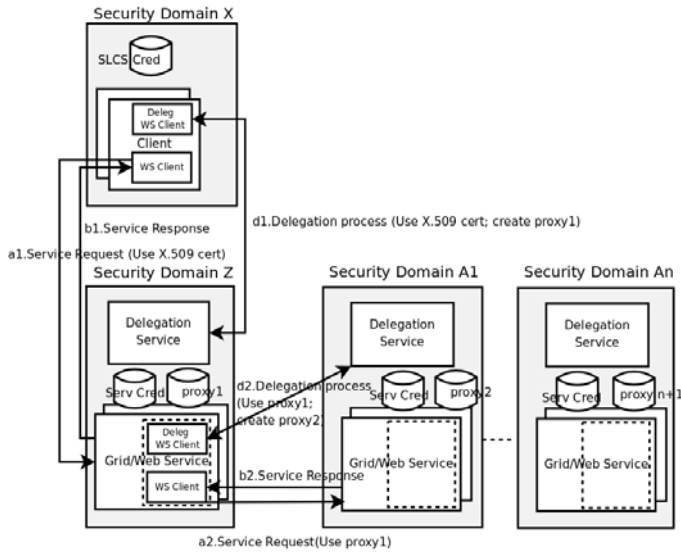 Security Domain X
SLCS Cred
Deleg
WS Client
Client
WS Client
b1.Service Response
d1.Delegation process (Use X.509 cert; create proxy1)
a1.Service Request (Use X.509 cert)
Security Domain Z
Delegation
Service
Serv Cred
proxy1
Deleg
WS Client
Grid/Web Service
WS Client
d2.Delegation process
(Use proxy1;
create proxy2)
b2.Service Response
a2.Service Request(Use proxy1)
Security Domain A1
Delegation
Service
Serv Cred
proxy2
Grid/Web Service
Security Domain An
Delegation
Service
Serv Cred
proxy n+1
Grid/Web Service